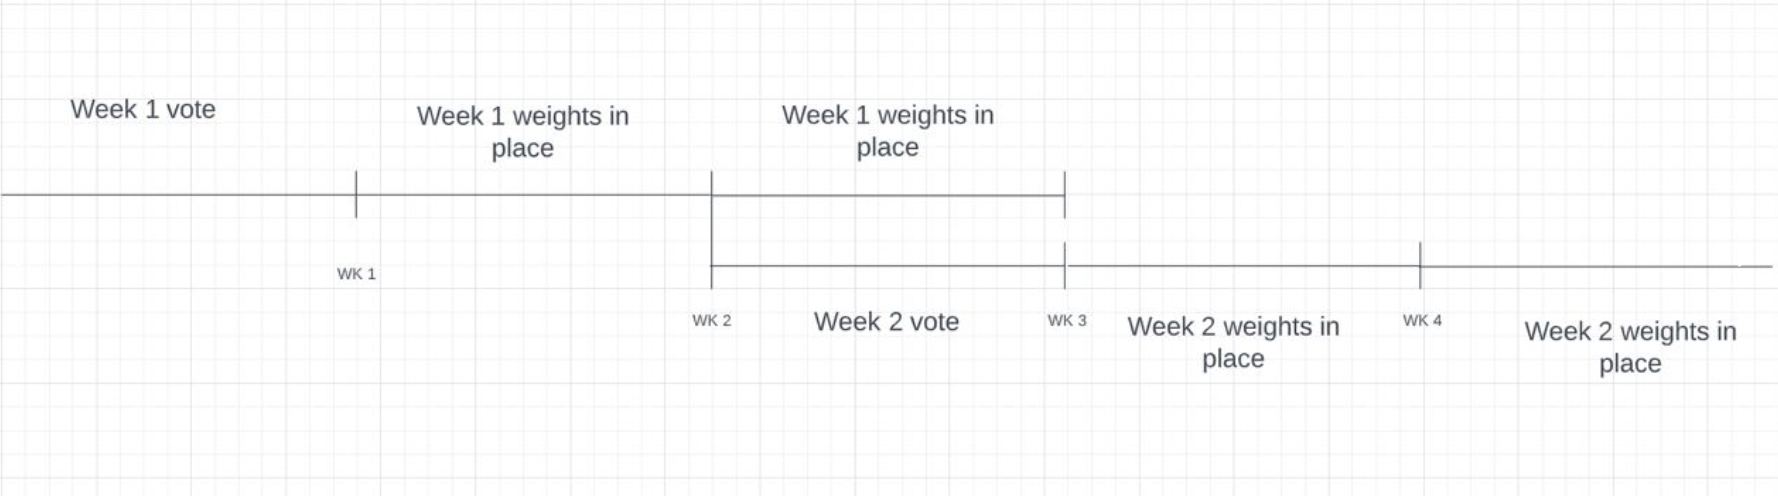 Week 1 vote
Week 1 weights in
place
Week 1 weights in
place
WK 1
WK 2
Week 2 vote
WK 3
Week 2 weights in
place
WK 4
Week 2 weights in
place